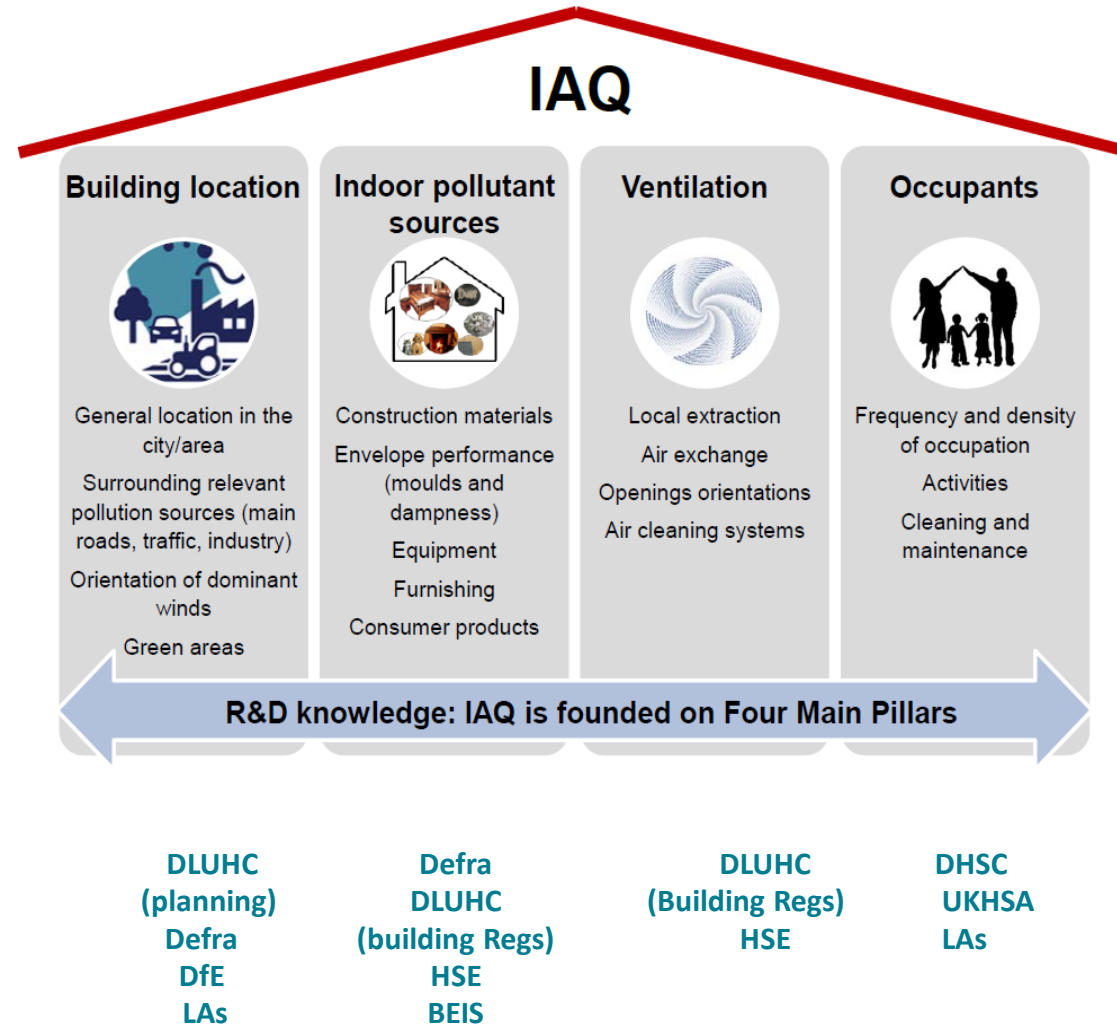 IAQ
Building location
General location in the
city/area
Surrounding relevant
pollution sources (main
roads, traffic, industry)
Orientation of dominant
winds
Green areas
Indoor pollutant
sources
Construction materials
Envelope performance
(moulds and
dampness)
Equipment
Furnishing
Consumer products
Ventilation
Local extraction
Air exchange
Openings orientations
Air cleaning systems
Occupants
Frequency and density
of occupation
Activities
Cleaning and
maintenance
R&D knowledge: IAQ is founded on Four Main Pillars
DLUHC
(planning)
Defra
DfE
LAs
Defra
DLUHC
(building Regs)
HSE
BEIS
DLUHC
(Building Regs)
HSE
DHSC
UKHSA
LAs